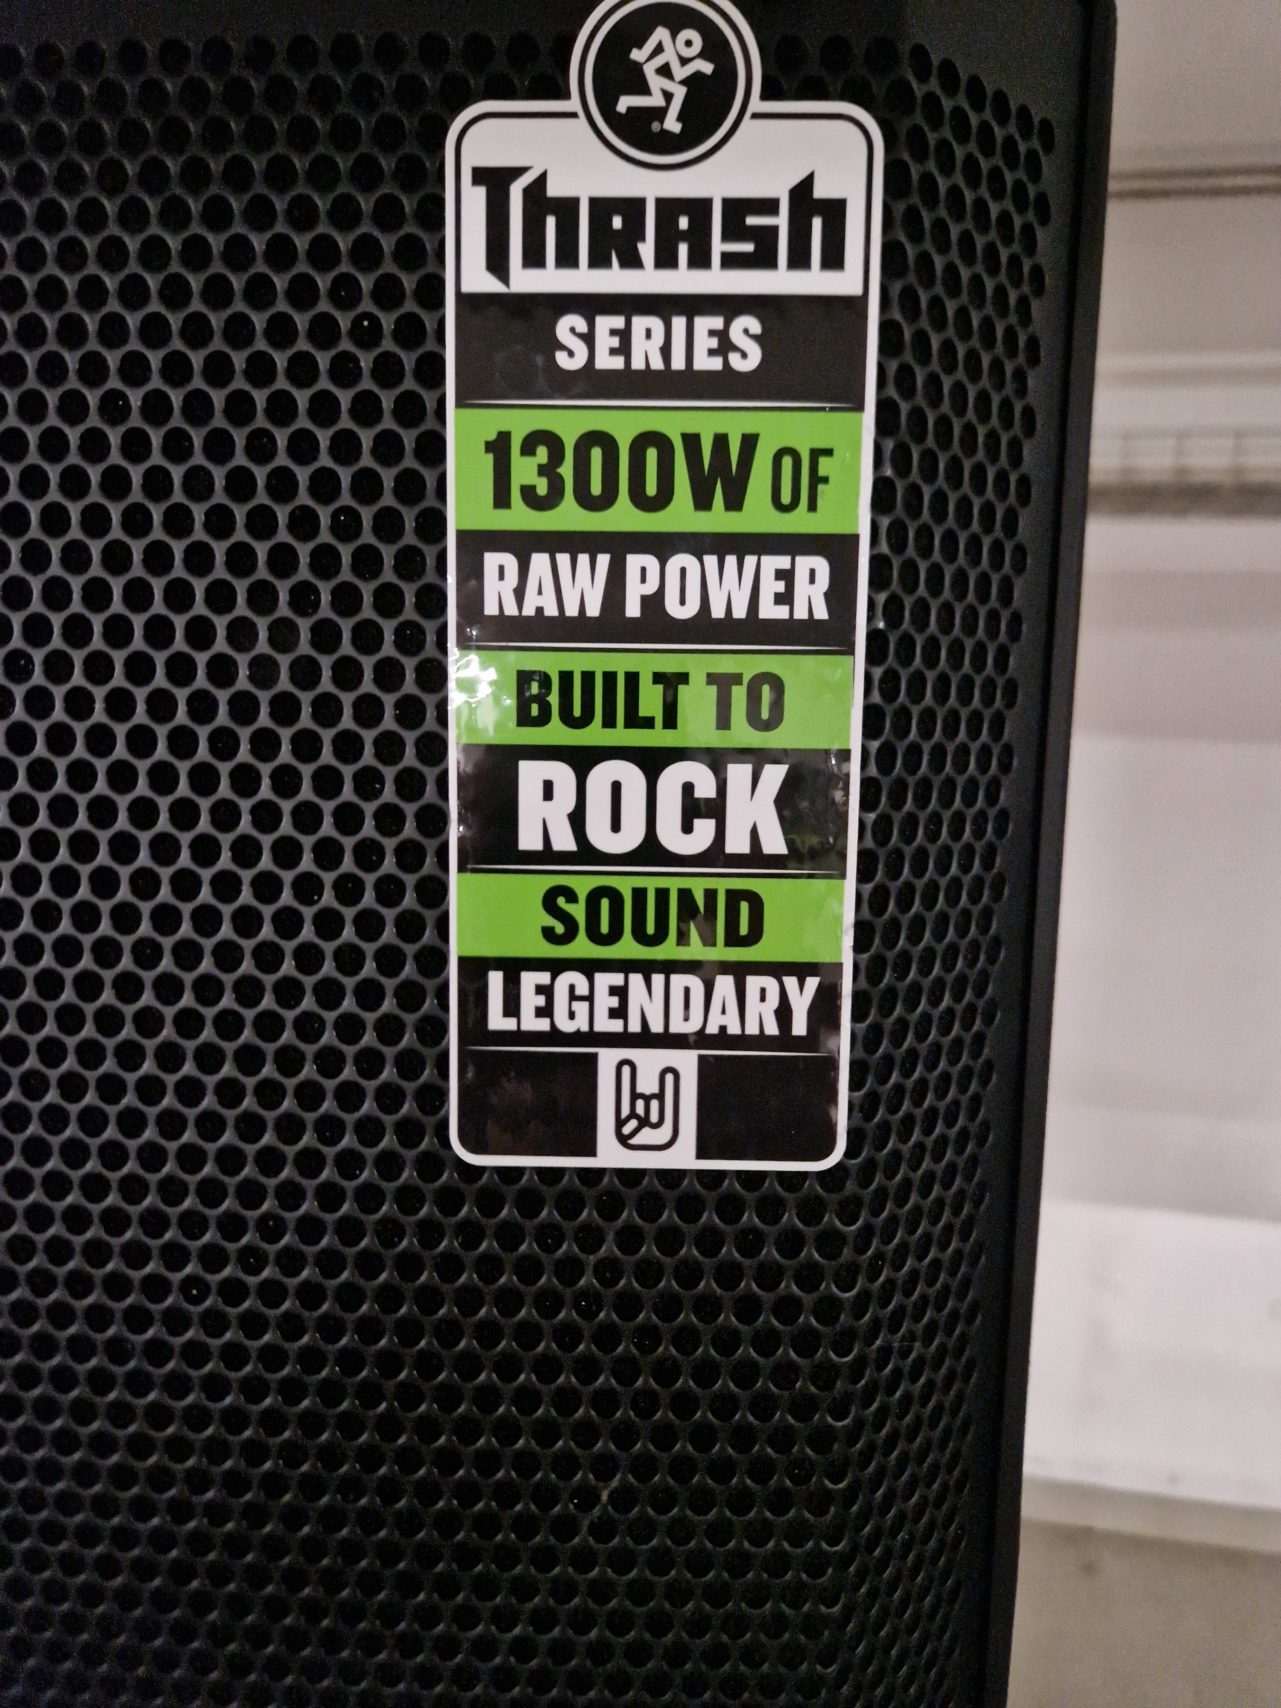 Thrash
SERIES
1300W OF
RAW POWER
BUILT TO
ROCK
SOUND
LEGENDARY